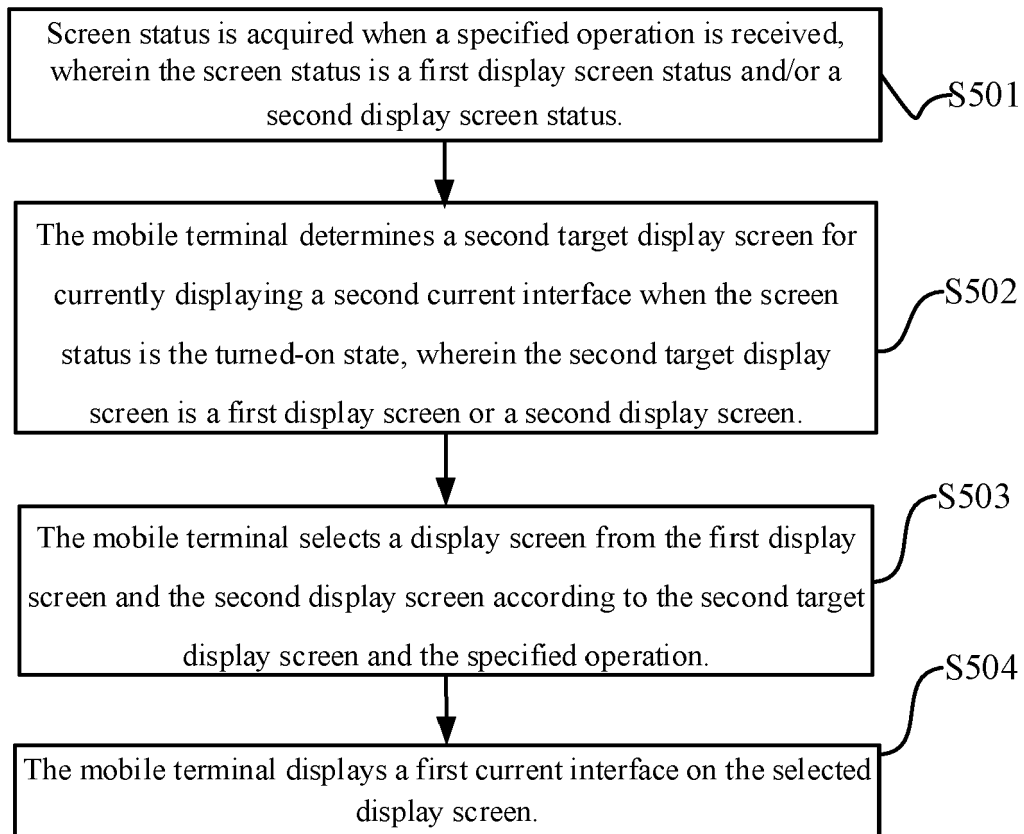 Screen status is acquired when a specified operation is received,
wherein the screen status is a first display screen status and/or a
second display screen status.
S501
The mobile terminal determines a second target display screen for
currently displaying a second current interface when the screen
status is the turned-on state, wherein the second target display
screen is a first display screen or a second display screen.
S502
The mobile terminal selects a display screen from the first display
screen and the second display screen according to the second target
display screen and the specified operation.
S503
The mobile terminal displays a first current interface on the selected
display screen.
S504